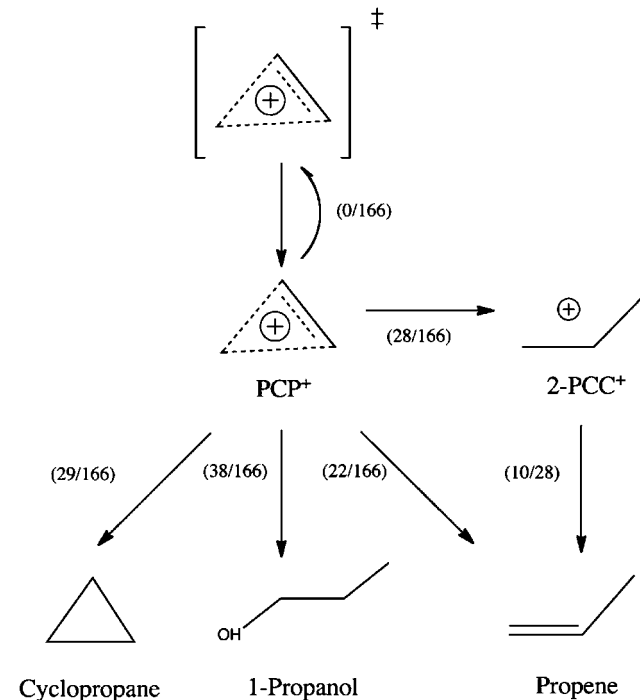 ‡
+
(0/166)
+
+
(28/166)
PCP⁺
2-PCC⁺
(29/166)
(38/166)
(22/166)
(10/28)
OH
Cyclopropane
1-Propanol
Propene